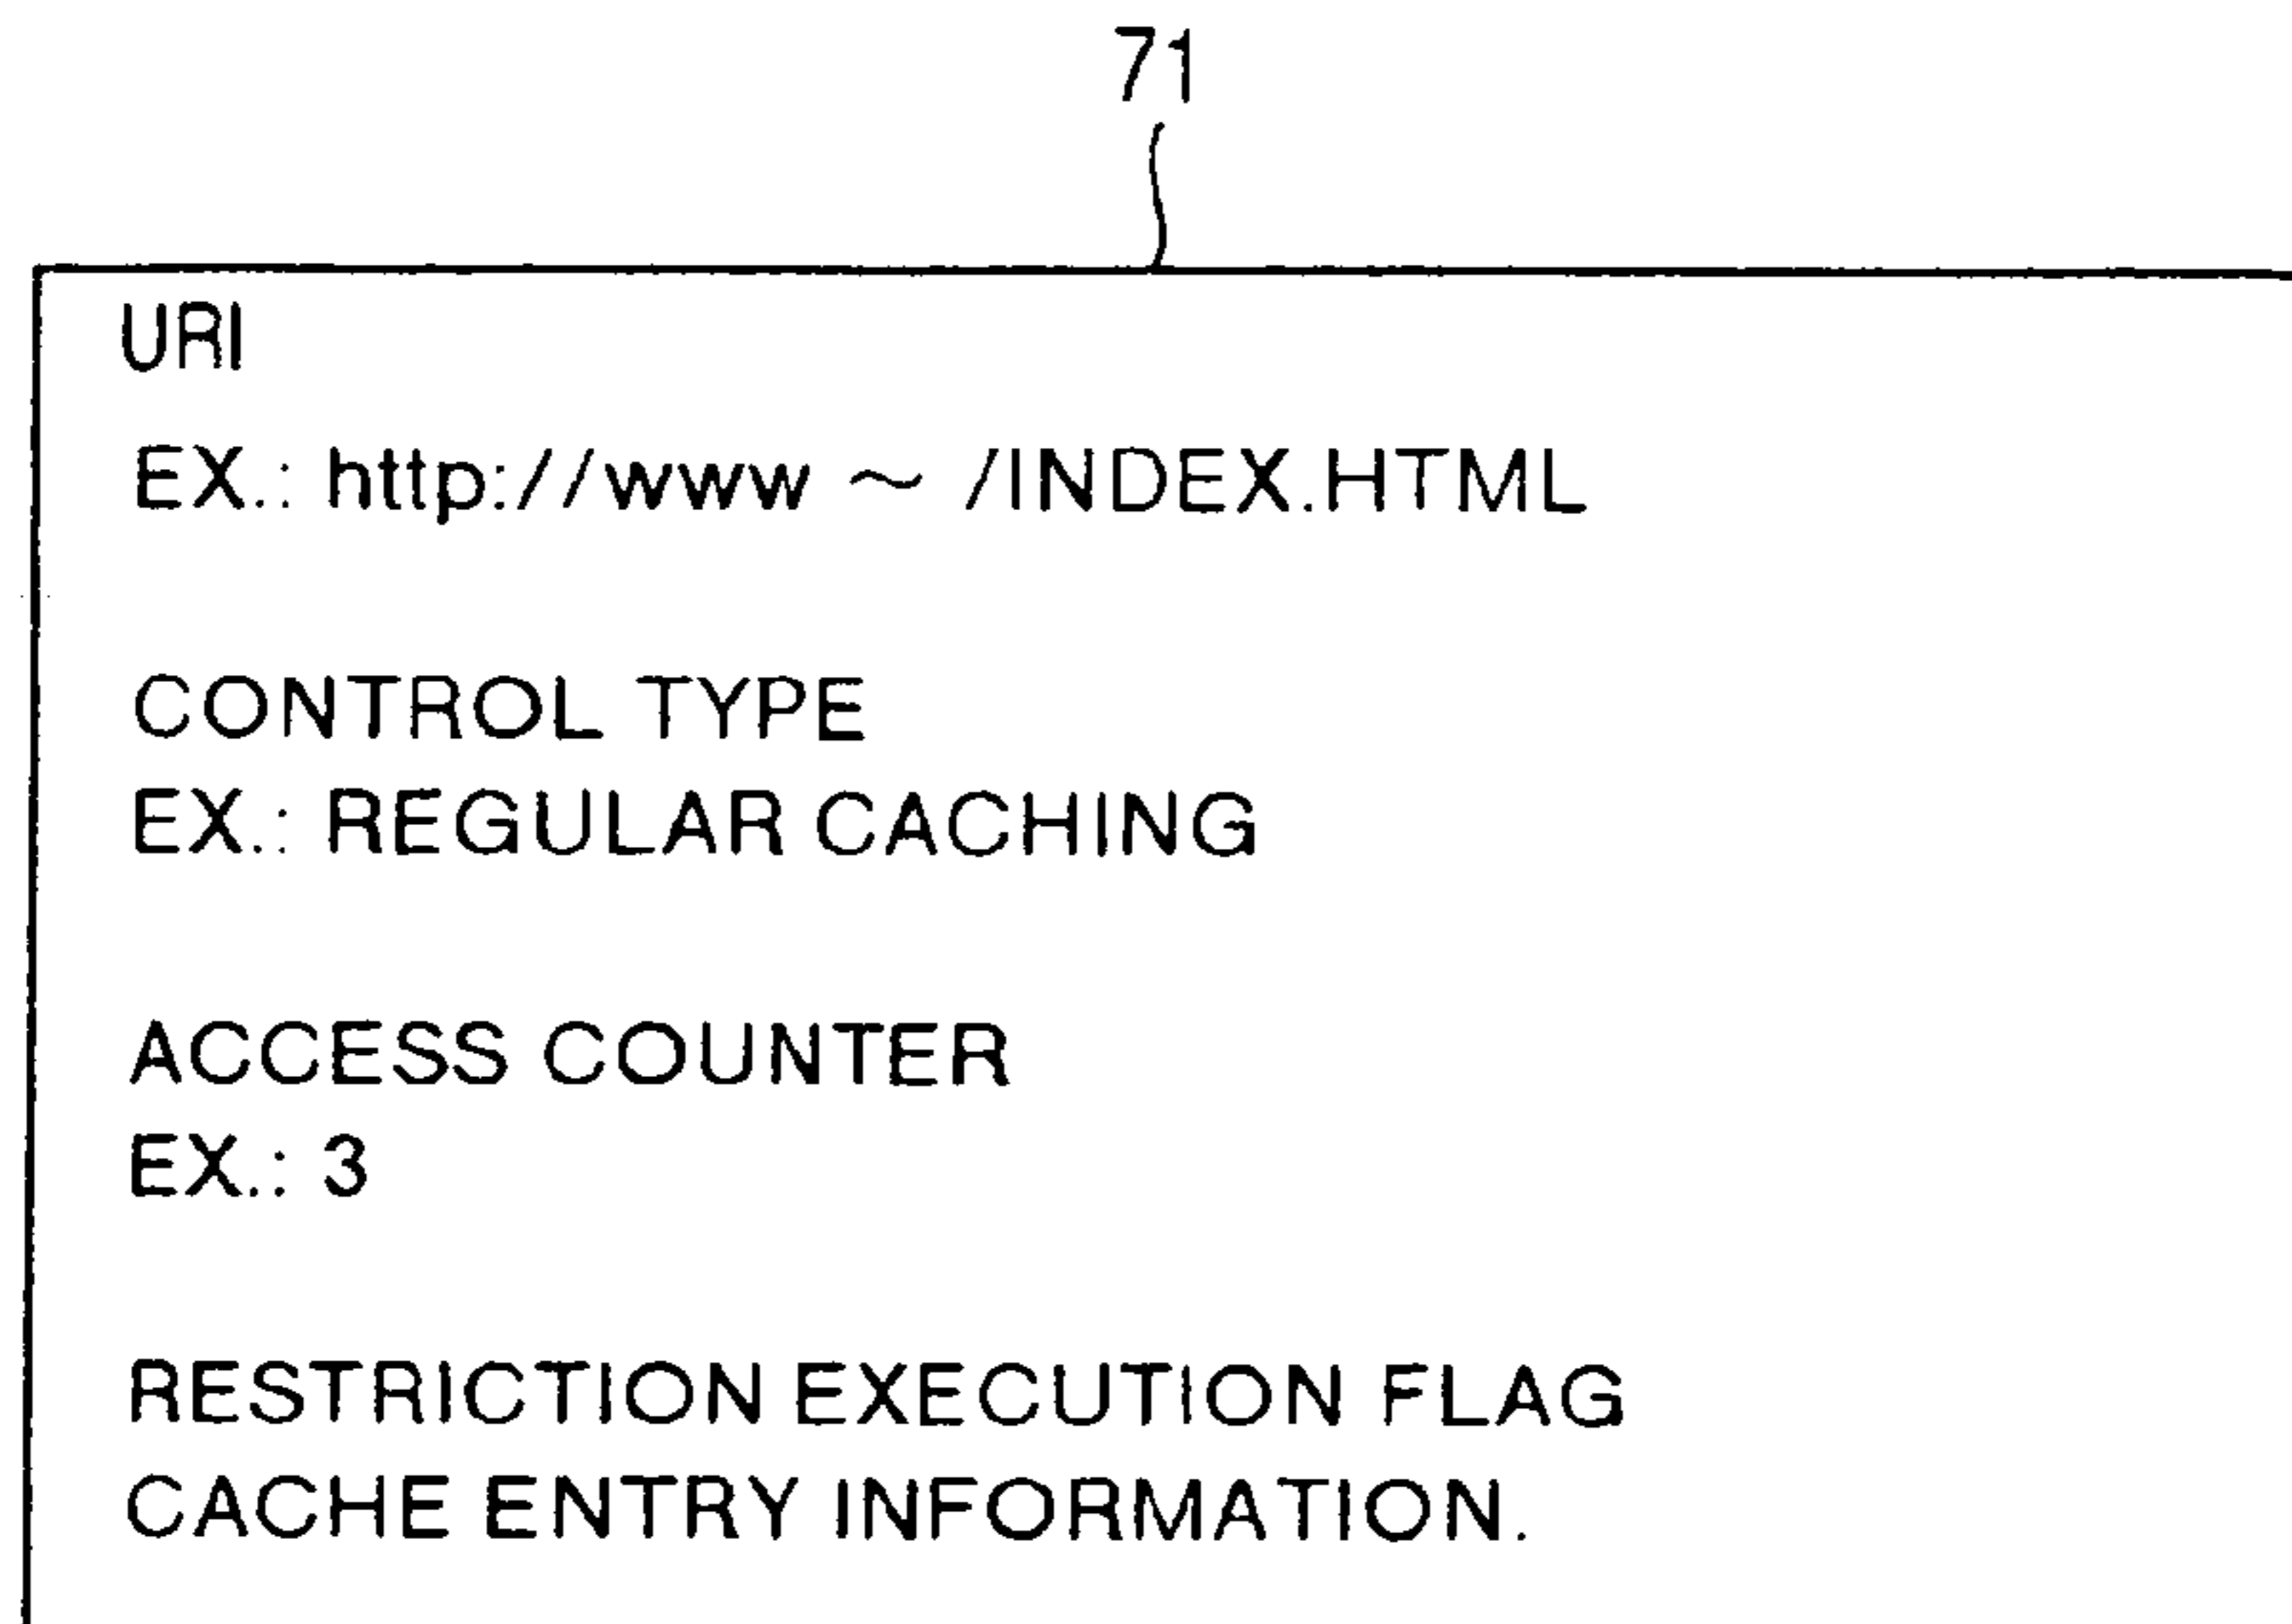 71
URI
EX.: http://www ~ /INDEX.HTML
CONTROL TYPE
EX.: REGULAR CACHING
ACCESS COUNTER
EX.: 3
RESTRICTION EXECUTION FLAG
CACHE ENTRY INFORMATION.